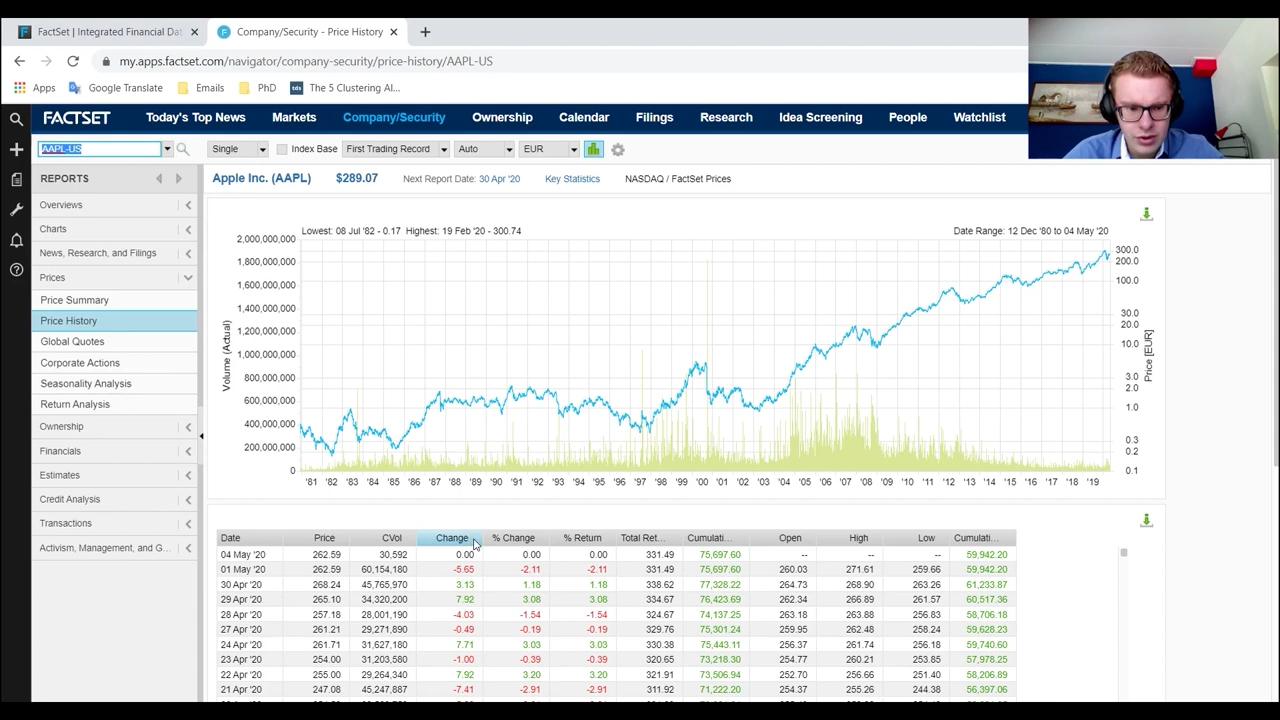 FactSet | Integrated Financial Dat
Company/Security - Price History
my.apps.factset.com/navigator/company-security/price-history/AAPL-US
Apps Google Translate Emails PhD tds The 5 Clustering Al...
FACTSET Today's Top News Markets Company/Security Ownership Calendar Filings Research Idea Screening People Watchlist
AAPL-US Single Index Base First Trading Record Auto EUR
REPORTS
Apple Inc. (AAPL) $289.07 Next Report Date: 30 Apr '20 Key Statistics NASDAQ / FactSet Prices
Overviews
Charts
News, Research, and Filings
Prices
Price Summary
Price History
Global Quotes
Corporate Actions
Seasonality Analysis
Return Analysis
Ownership
Financials
Estimates
Credit Analysis
Transactions
Activism, Management, and G...
Lowest: 08 Jul '82 - 0.17 Highest: 19 Feb '20 - 300.74 Date Range: 12 Dec '80 to 04 May '20
Volume (Actual)
2,000,000,000
1,800,000,000
1,600,000,000
1,400,000,000
1,200,000,000
1,000,000,000
800,000,000
600,000,000
400,000,000
200,000,000
0
300.0
200.0
100.0
30.0
20.0
10.0
3.0
2.0
1.0
0.3
0.2
0.1
Price [EUR]
'81 '82 '83 '84 '85 '86 '87 '88 '89 '90 '91 '92 '93 '94 '95 '96 '97 '98 '99 '00 '01 '02 '03 '04 '05 '06 '07 '08 '09 '10 '11 '12 '13 '14 '15 '16 '17 '18 '19
Date Price CVol Change % Change % Return Total Ret... Cumulati... Open High Low Cumulati...
04 May '20 262.59 30,592 0.00 0.00 0.00 331.49 75,697.60 -- -- -- 59,942.20
01 May '20 262.59 60,154,180 -5.65 -2.11 -2.11 331.49 75,697.60 260.03 271.61 259.66 59,942.20
30 Apr '20 268.24 45,765,970 3.13 1.18 1.18 338.62 77,328.22 264.73 268.90 263.26 61,233.87
29 Apr '20 265.10 34,320,200 7.92 3.08 3.08 334.66 76,423.69 262.34 266.89 261.57 60,517.36
28 Apr '20 257.18 28,001,190 -4.03 -1.54 -1.54 324.67 74,137.25 263.18 263.88 256.83 58,706.18
27 Apr '20 261.21 29,271,890 -0.49 -0.19 -0.19 329.76 75,301.24 259.95 262.48 258.24 59,628.23
24 Apr '20 261.71 31,627,180 7.71 3.03 3.03 330.38 75,443.11 256.37 261.74 256.18 59,740.60
23 Apr '20 254.00 31,203,580 -1.00 -0.39 -0.39 320.65 73,218.30 254.77 260.21 253.85 57,978.25
22 Apr '20 255.00 29,264,340 7.92 3.20 3.20 321.91 73,506.94 252.70 256.66 251.40 58,206.89
21 Apr '20 247.08 45,247,887 -7.41 -2.91 -2.91 311.92 71,222.20 254.37 255.26 244.38 56,397.06